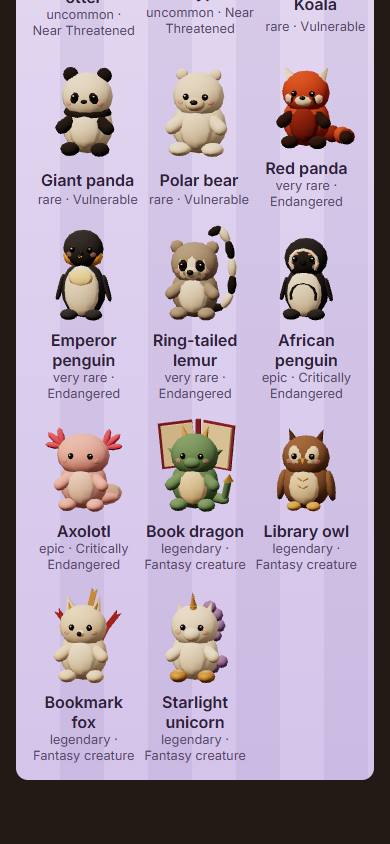 uncommon ·
Near Threatened
uncommon · Near
Threatened
Koala
rare · Vulnerable
Giant panda
rare · Vulnerable
Polar bear
rare · Vulnerable
Red panda
very rare ·
Endangered
Emperor
penguin
very rare ·
Endangered
Ring-tailed
lemur
very rare ·
Endangered
African
penguin
epic · Critically
Endangered
Axolotl
epic · Critically
Endangered
Book dragon
legendary ·
Fantasy creature
Library owl
legendary ·
Fantasy creature
Bookmark
fox
legendary ·
Fantasy creature
Starlight
unicorn
legendary ·
Fantasy creature